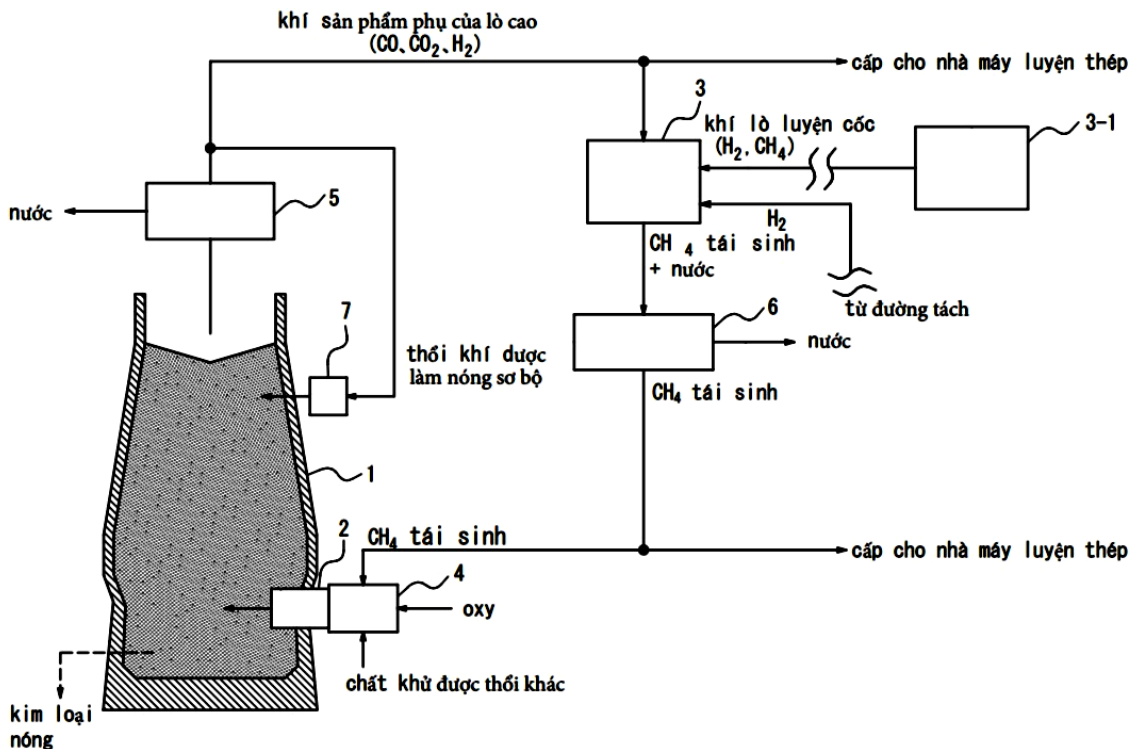 khí sản phẩm phụ của lò cao
(CO、CO₂、H₂)
cấp cho nhà máy luyện thép
3
khí lò luyện cốc
(H₂, CH₄)
3-1
5
nước
H₂
CH ₄ tái sinh
+ nước
từ đường tách
6
nước
7
thổi khí dược
làm nóng sơ bộ
CH₄ tái sinh
1
2
CH₄ tái sinh
cấp cho nhà máy luyện thép
4
oxy
chất khử được thổi khác
kim loại
nóng